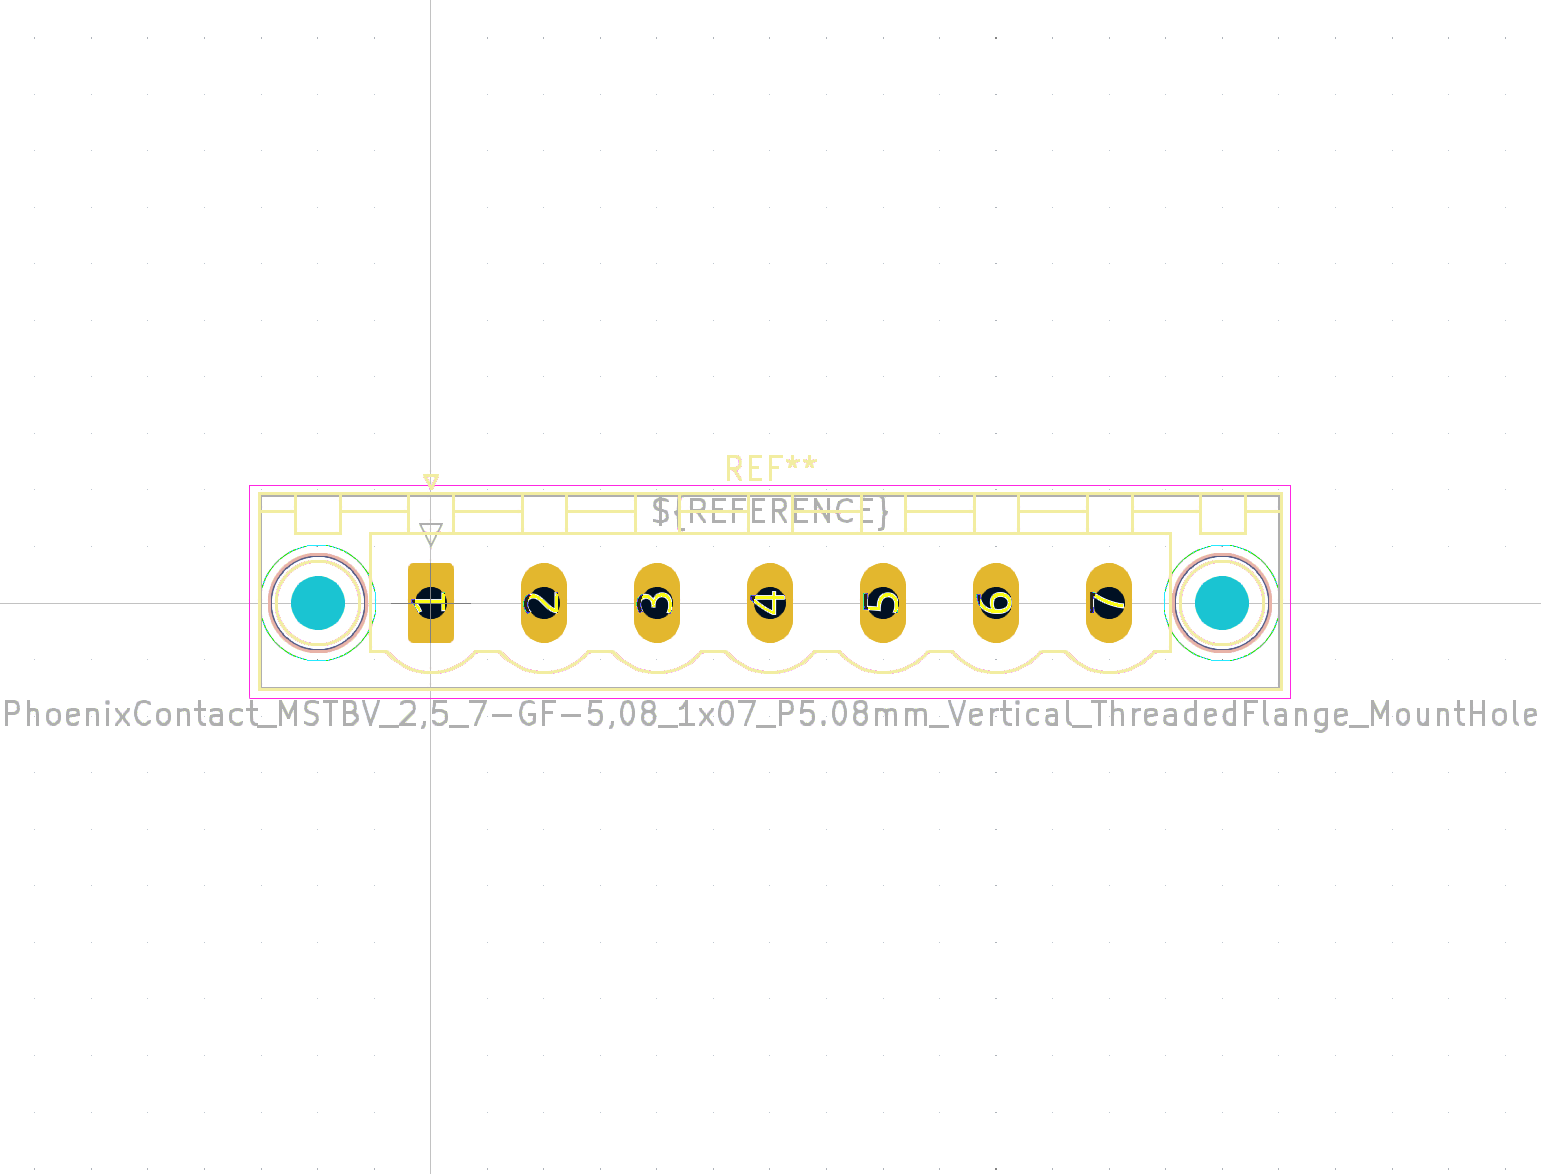 REF**
${REFERENCE}
1 2 3 4 5 6 7
PhoenixContact_MSTBV_2,5_7-GF-5,08_1x07_P5.08mm_Vertical_ThreadedFlange_MountHole